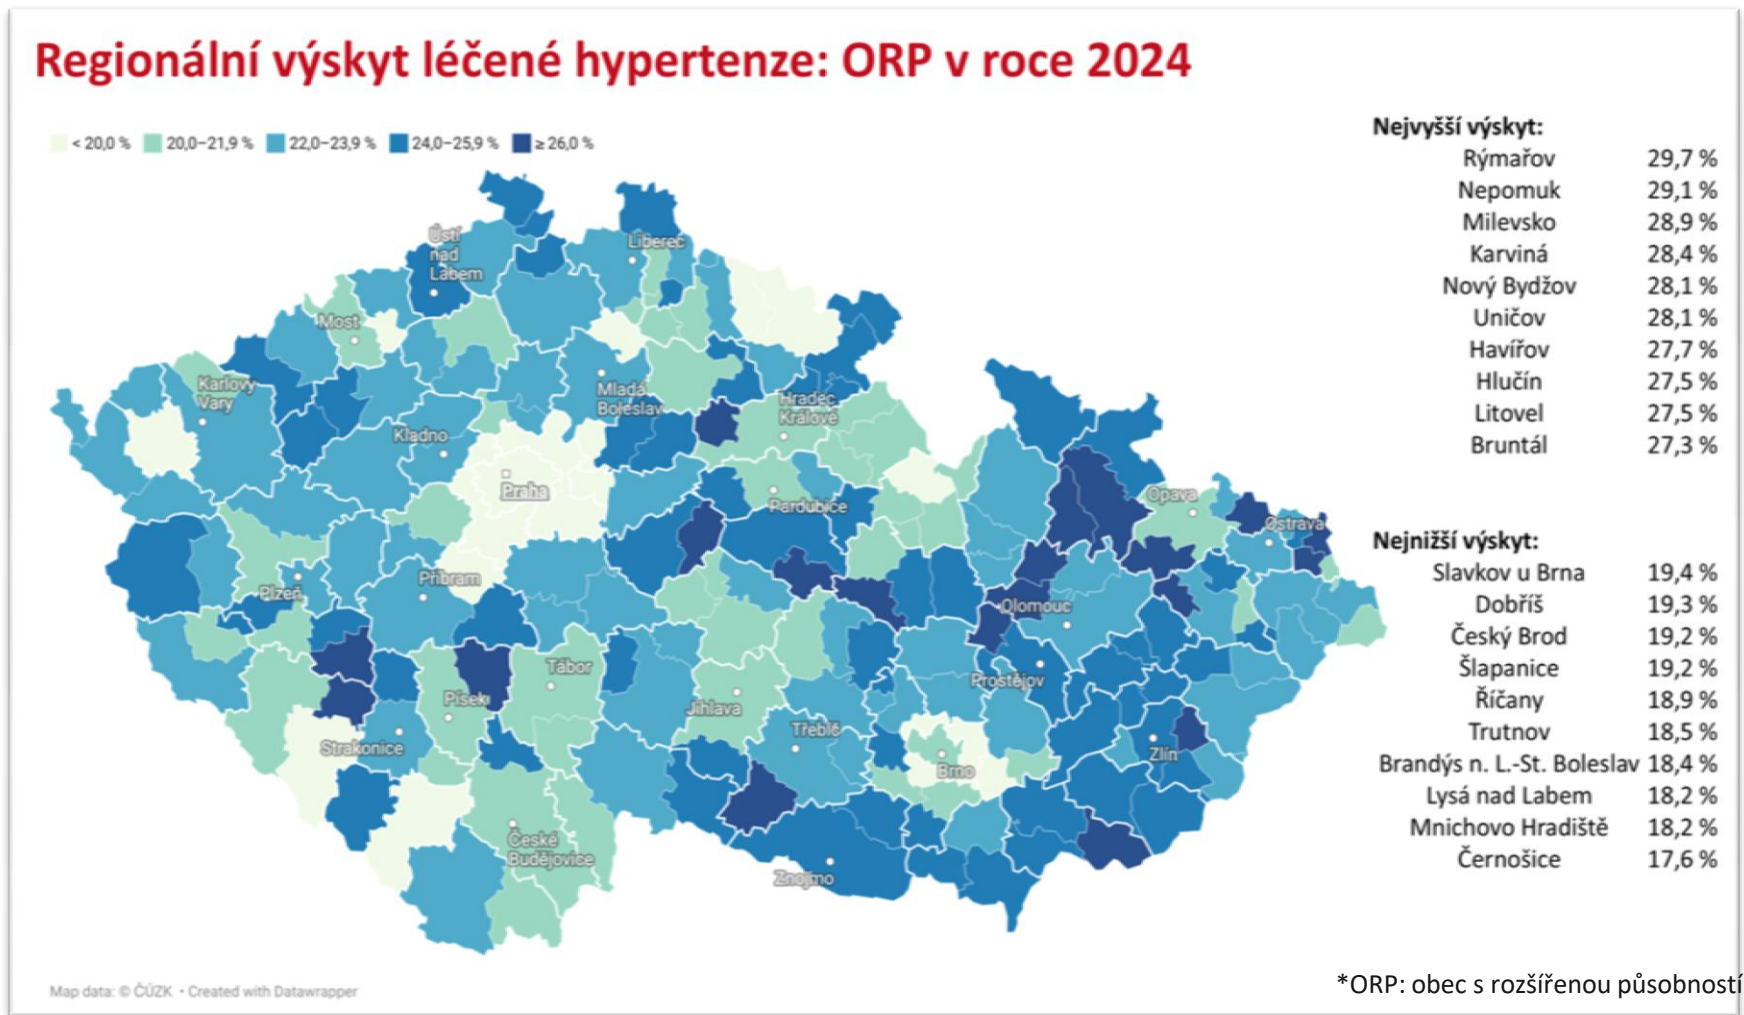 Regionální výskyt léčené hypertenze: ORP v roce 2024
< 20,0 % 20,0–21,9 % 22,0–23,9 % 24,0–25,9 % ≥ 26,0 %
Ústí
nad
Labem
Liberec
Most
Karlovy
Vary
Mladá
Boleslav
Hradec
Králové
Kladno
Praha
Pardubice
Opava
Ostrava
Plzeň
Příbram
Olomouc
Tábor
Písek
Jihlava
Prostějov
Třebíč
Strakonice
Zlín
Brno
České
Budějovice
Znojmo
Nejvyšší výskyt:
Rýmařov 29,7 %
Nepomuk 29,1 %
Milevsko 28,9 %
Karviná 28,4 %
Nový Bydžov 28,1 %
Uničov 28,1 %
Havířov 27,7 %
Hlučín 27,5 %
Litovel 27,5 %
Bruntál 27,3 %
Nejnižší výskyt:
Slavkov u Brna 19,4 %
Dobříš 19,3 %
Český Brod 19,2 %
Šlapanice 19,2 %
Říčany 18,9 %
Trutnov 18,5 %
Brandýs n. L.-St. Boleslav 18,4 %
Lysá nad Labem 18,2 %
Mnichovo Hradiště 18,2 %
Černošice 17,6 %
Map data: © ČÚZK • Created with Datawrapper
*ORP: obec s rozšířenou působností